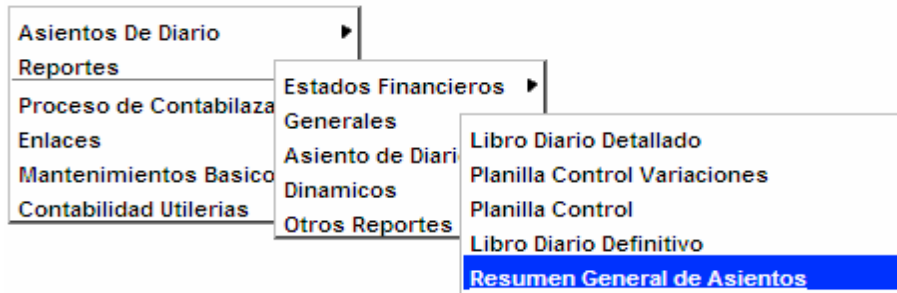 Asientos De Diario
Reportes
Proceso de Contabilaza
Enlaces
Mantenimientos Basico
Contabilidad Utilerias
Estados Financieros
Generales
Asiento de Diari
Dinamicos
Otros Reportes
Libro Diario Detallado
Planilla Control Variaciones
Planilla Control
Libro Diario Definitivo
Resumen General de Asientos